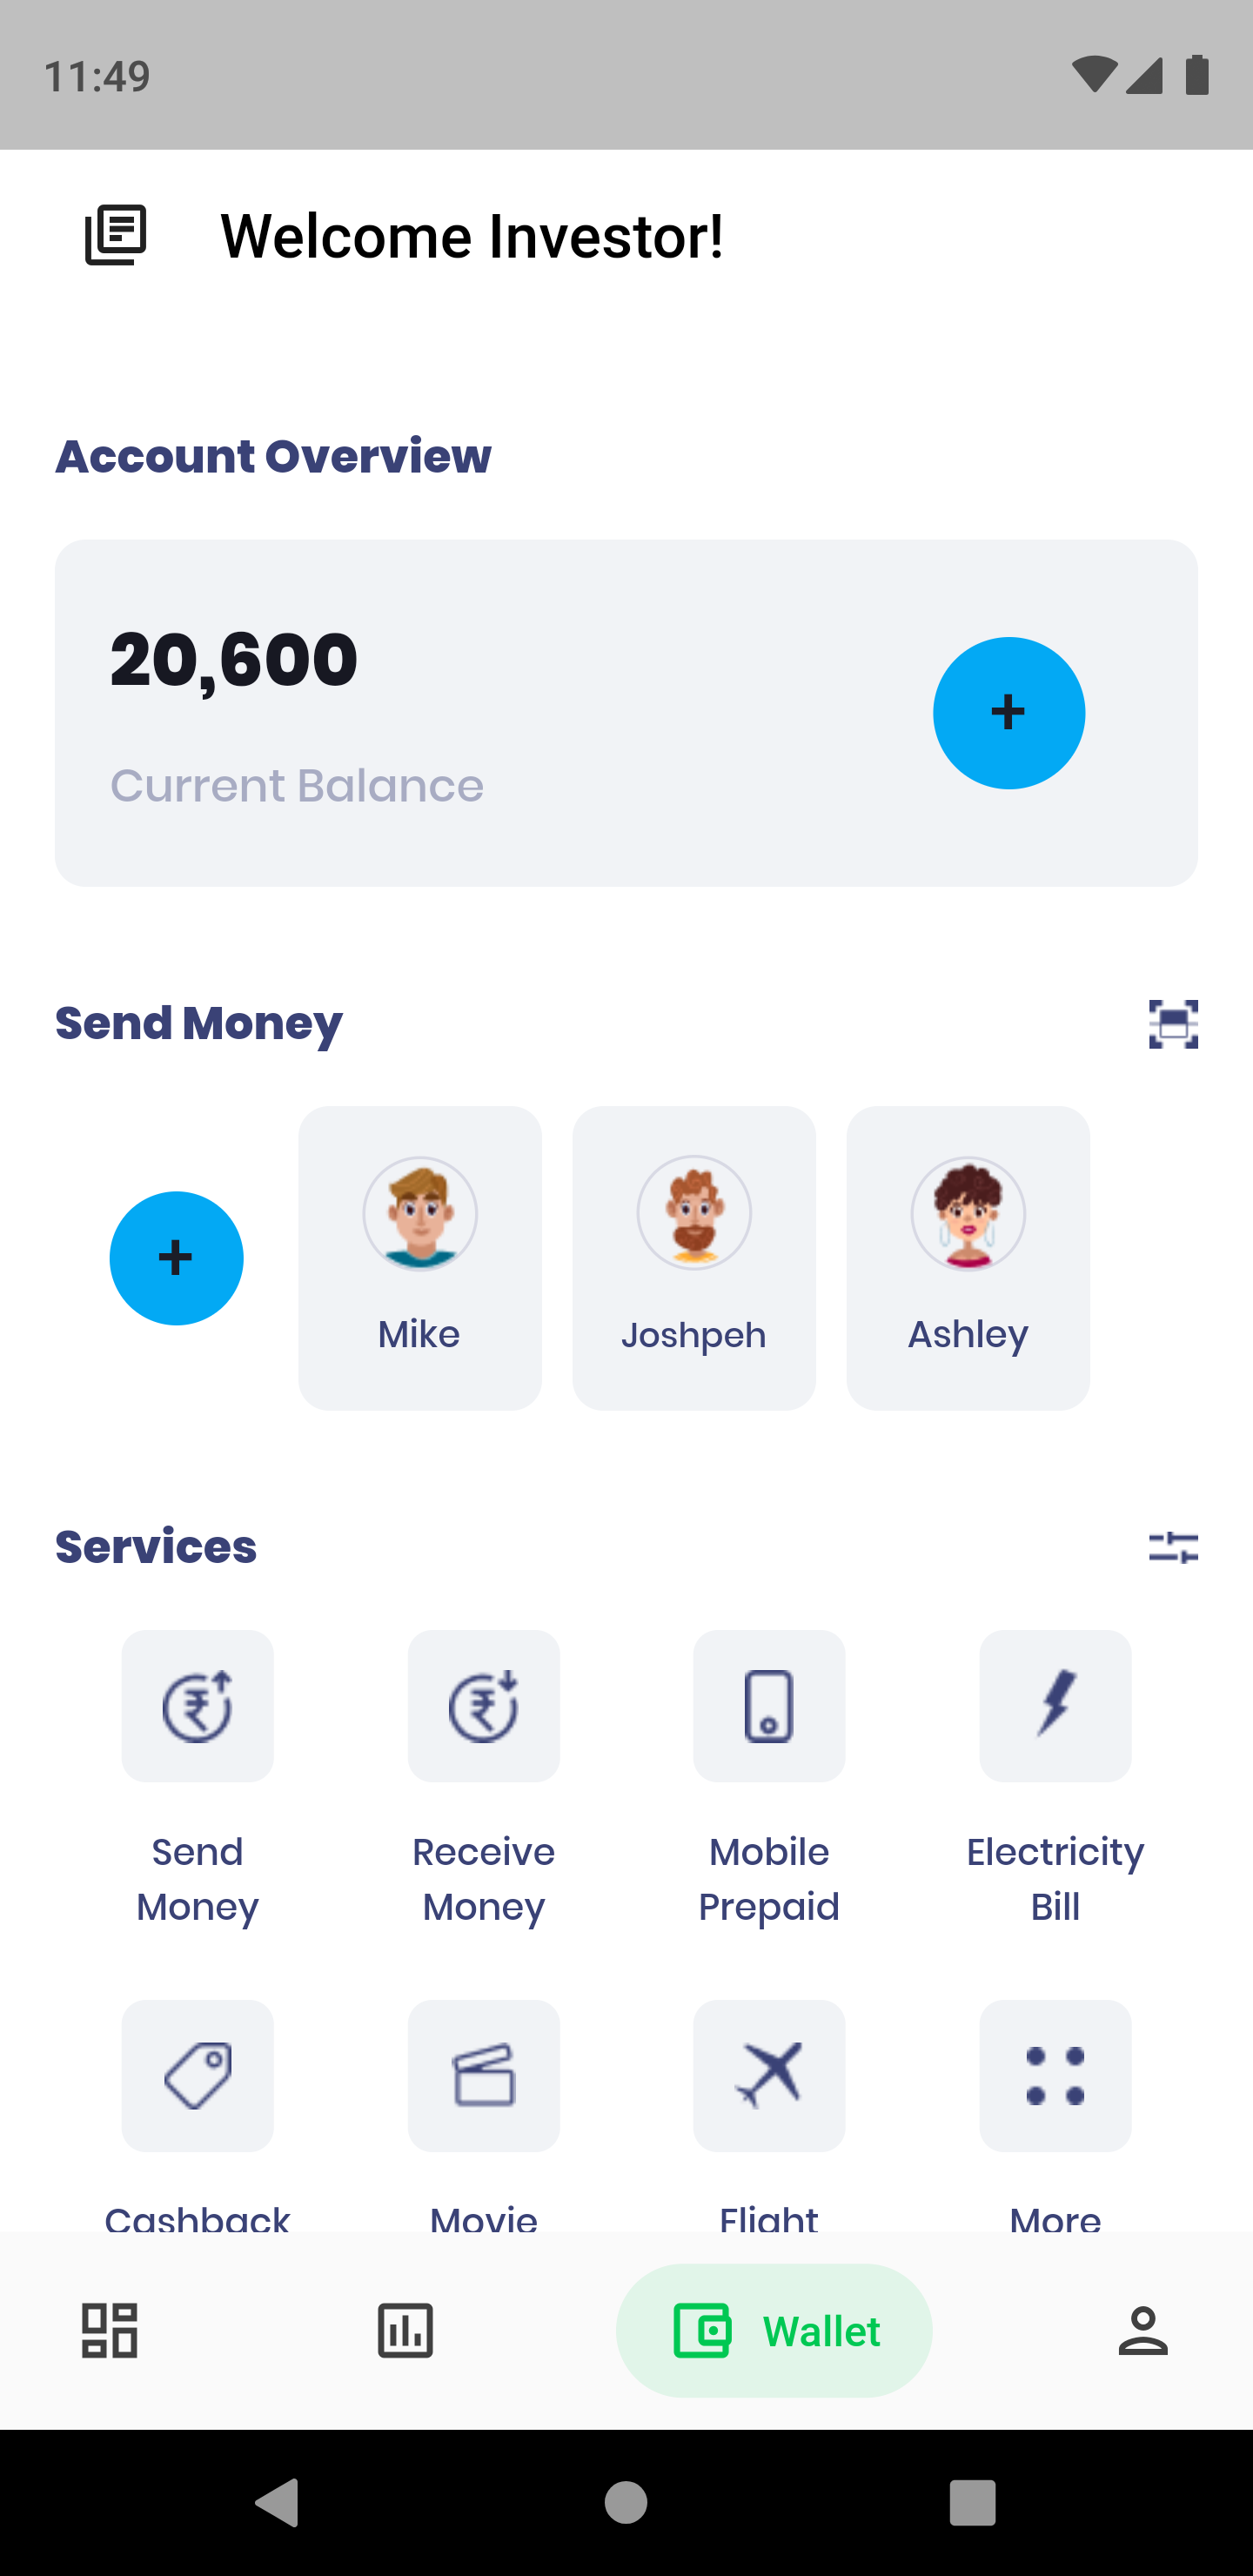 11:49
Welcome Investor!
Account Overview
20,600
+
Current Balance
Send Money
+
Mike
Joshpeh
Ashley
Services
Send
Money
Receive
Money
Mobile
Prepaid
Electricity
Bill
Cashback
Movie
Flight
More
Wallet